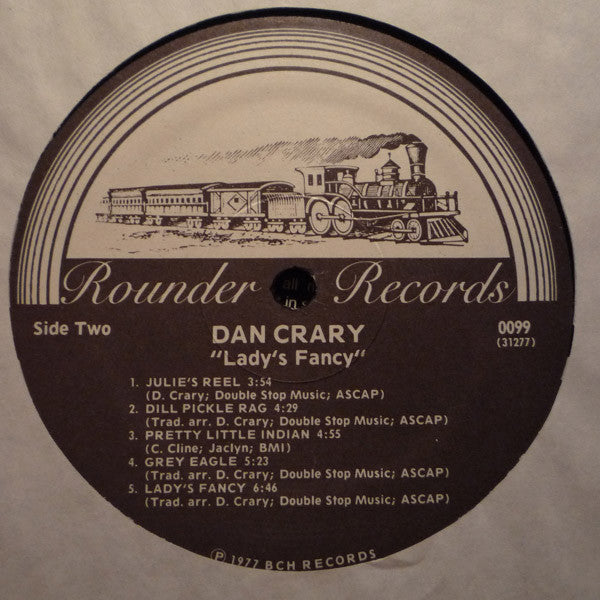 Rounder Records
all
in
Side Two
DAN CRARY
0099
"Lady's Fancy"
(31277)
1. JULIE'S REEL 3:54
(D. Crary; Double Stop Music; ASCAP)
2. DILL PICKLE RAG 4:29
(Trad. arr. D. Crary; Double Stop Music; ASCAP)
3. PRETTY LITTLE INDIAN 4:55
(C. Cline; Jaclyn; BMI)
4. GREY EAGLE 5:23
(Trad. arr. D. Crary; Double Stop Music; ASCAP)
5. LADY'S FANCY 6:46
(Trad. arr. D. Crary; Double Stop Music; ASCAP)
Ⓟ 1977 BCH RECORDS